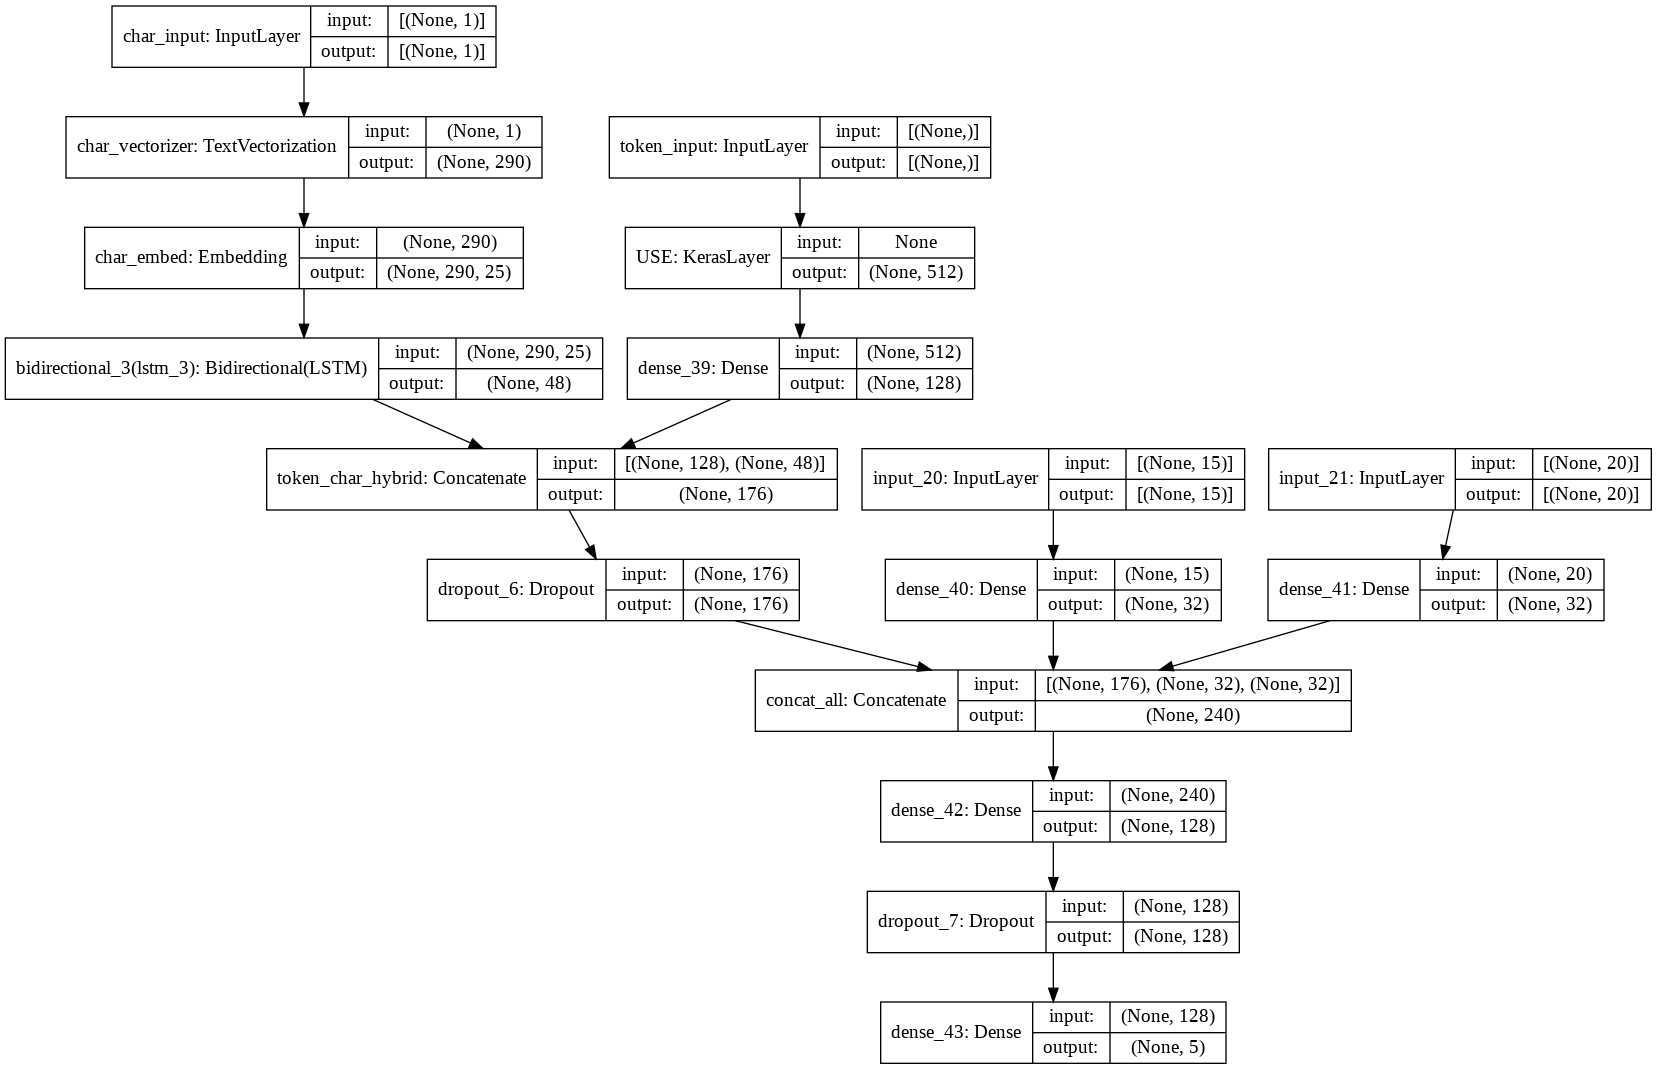 char_input: InputLayer
input:
[(None, 1)]
output:
[(None, 1)]
char_vectorizer: TextVectorization
input:
(None, 1)
output:
(None, 290)
token_input: InputLayer
input:
[(None,)]
output:
[(None,)]
char_embed: Embedding
input:
(None, 290)
output:
(None, 290, 25)
USE: KerasLayer
input:
None
output:
(None, 512)
bidirectional_3(lstm_3): Bidirectional(LSTM)
input:
(None, 290, 25)
output:
(None, 48)
dense_39: Dense
input:
(None, 512)
output:
(None, 128)
token_char_hybrid: Concatenate
input:
[(None, 128), (None, 48)]
output:
(None, 176)
input_20: InputLayer
input:
[(None, 15)]
output:
[(None, 15)]
input_21: InputLayer
input:
[(None, 20)]
output:
[(None, 20)]
dropout_6: Dropout
input:
(None, 176)
output:
(None, 176)
dense_40: Dense
input:
(None, 15)
output:
(None, 32)
dense_41: Dense
input:
(None, 20)
output:
(None, 32)
concat_all: Concatenate
input:
[(None, 176), (None, 32), (None, 32)]
output:
(None, 240)
dense_42: Dense
input:
(None, 240)
output:
(None, 128)
dropout_7: Dropout
input:
(None, 128)
output:
(None, 128)
dense_43: Dense
input:
(None, 128)
output:
(None, 5)